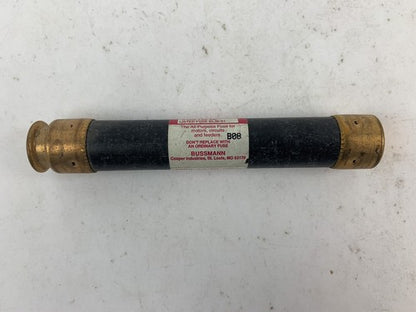 The All-Purpose Fuse for
motors, circuits
and feeders.
B08
DON'T REPLACE WITH
AN ORDINARY FUSE
BUSSMANN
Cooper Industries, St. Louis, MO 63178